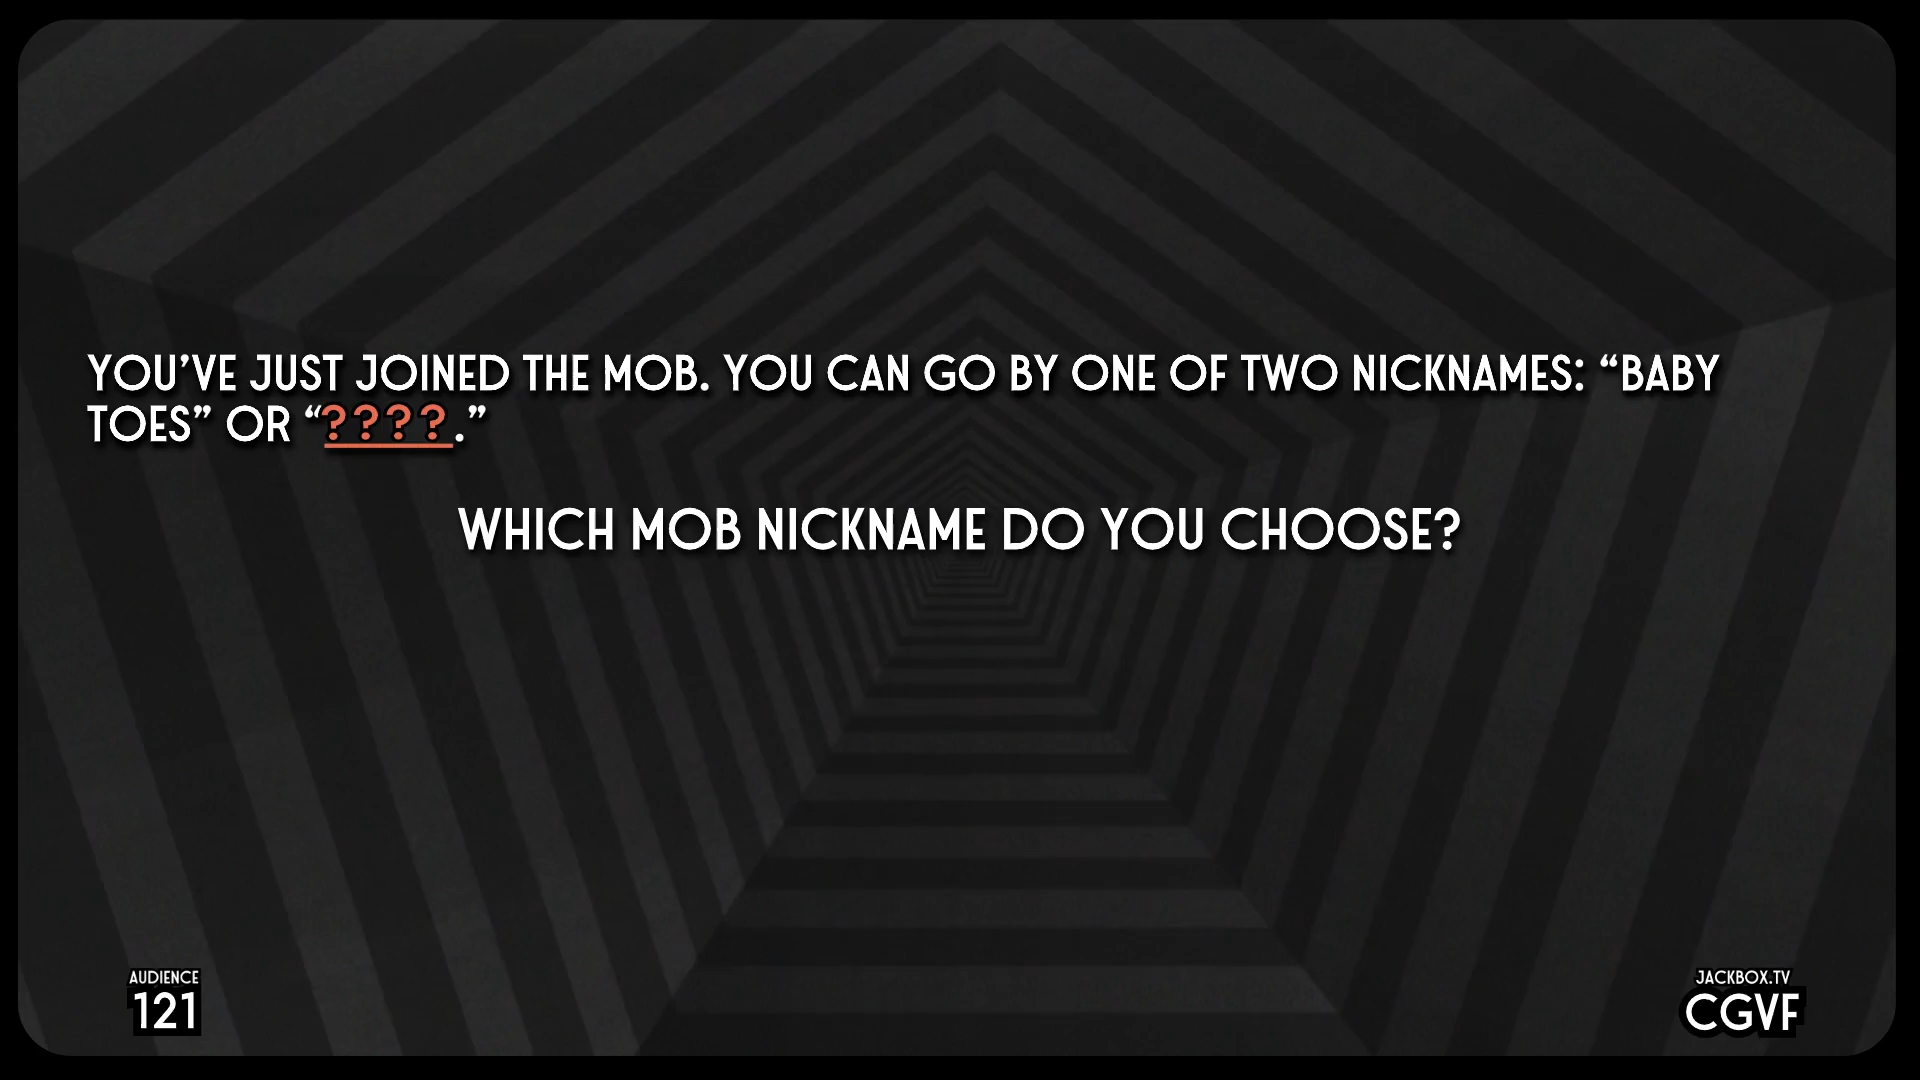 YOU’VE JUST JOINED THE MOB. YOU CAN GO BY ONE OF TWO NICKNAMES: “BABY
TOES” OR “????.”
WHICH MOB NICKNAME DO YOU CHOOSE?
AUDIENCE
121
JACKBOX.TV
CGVF